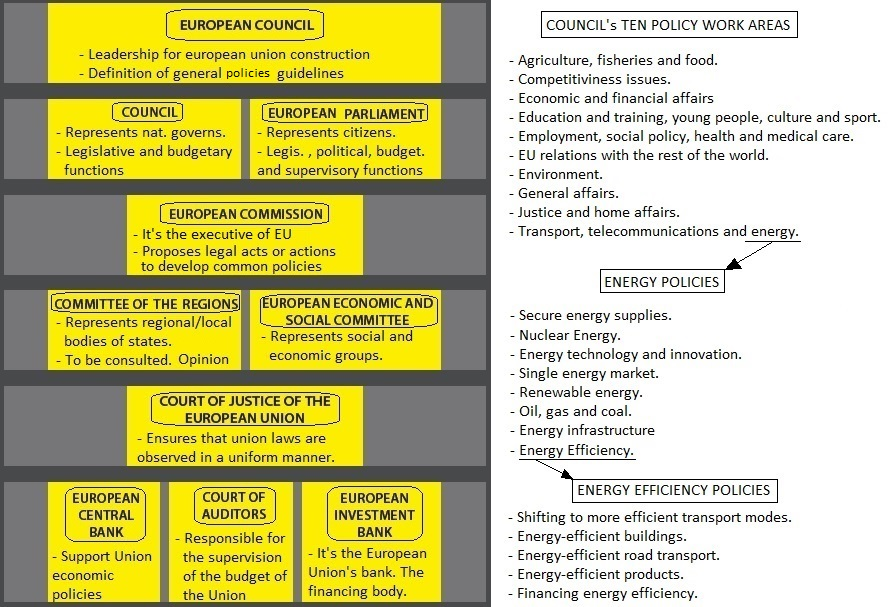 EUROPEAN COUNCIL
- Leadership for european union construction
- Definition of general policies guidelines
COUNCIL
- Represents nat. governs.
- Legislative and budgetary
functions
EUROPEAN PARLIAMENT
- Represents citizens.
- Legis. , political, budget.
and supervisory functions
EUROPEAN COMMISSION
- It's the executive of EU
- Proposes legal acts or actions
to develop common policies
COMMITTEE OF THE REGIONS
- Represents regional/local
bodies of states.
- To be consulted. Opinion
EUROPEAN ECONOMIC AND
SOCIAL COMMITTEE
- Represents social and
economic groups.
COURT OF JUSTICE OF THE
EUROPEAN UNION
- Ensures that union laws are
observed in a uniform manner.
EUROPEAN
CENTRAL
BANK
- Support Union
economic
policies
COURT OF
AUDITORS
- Responsible for
the supervision
of the budget of
the Union
EUROPEAN
INVESTMENT
BANK
- It's the European
Union's bank. The
financing body.
COUNCIL's TEN POLICY WORK AREAS
- Agriculture, fisheries and food.
- Competitiviness issues.
- Economic and financial affairs
- Education and training, young people, culture and sport.
- Employment, social policy, health and medical care.
- EU relations with the rest of the world.
- Environment.
- General affairs.
- Justice and home affairs.
- Transport, telecommunications and energy.
ENERGY POLICIES
- Secure energy supplies.
- Nuclear Energy.
- Energy technology and innovation.
- Single energy market.
- Renewable energy.
- Oil, gas and coal.
- Energy infrastructure
- Energy Efficiency.
ENERGY EFFICIENCY POLICIES
- Shifting to more efficient transport modes.
- Energy-efficient buildings.
- Energy-efficient road transport.
- Energy-efficient products.
- Financing energy efficiency.